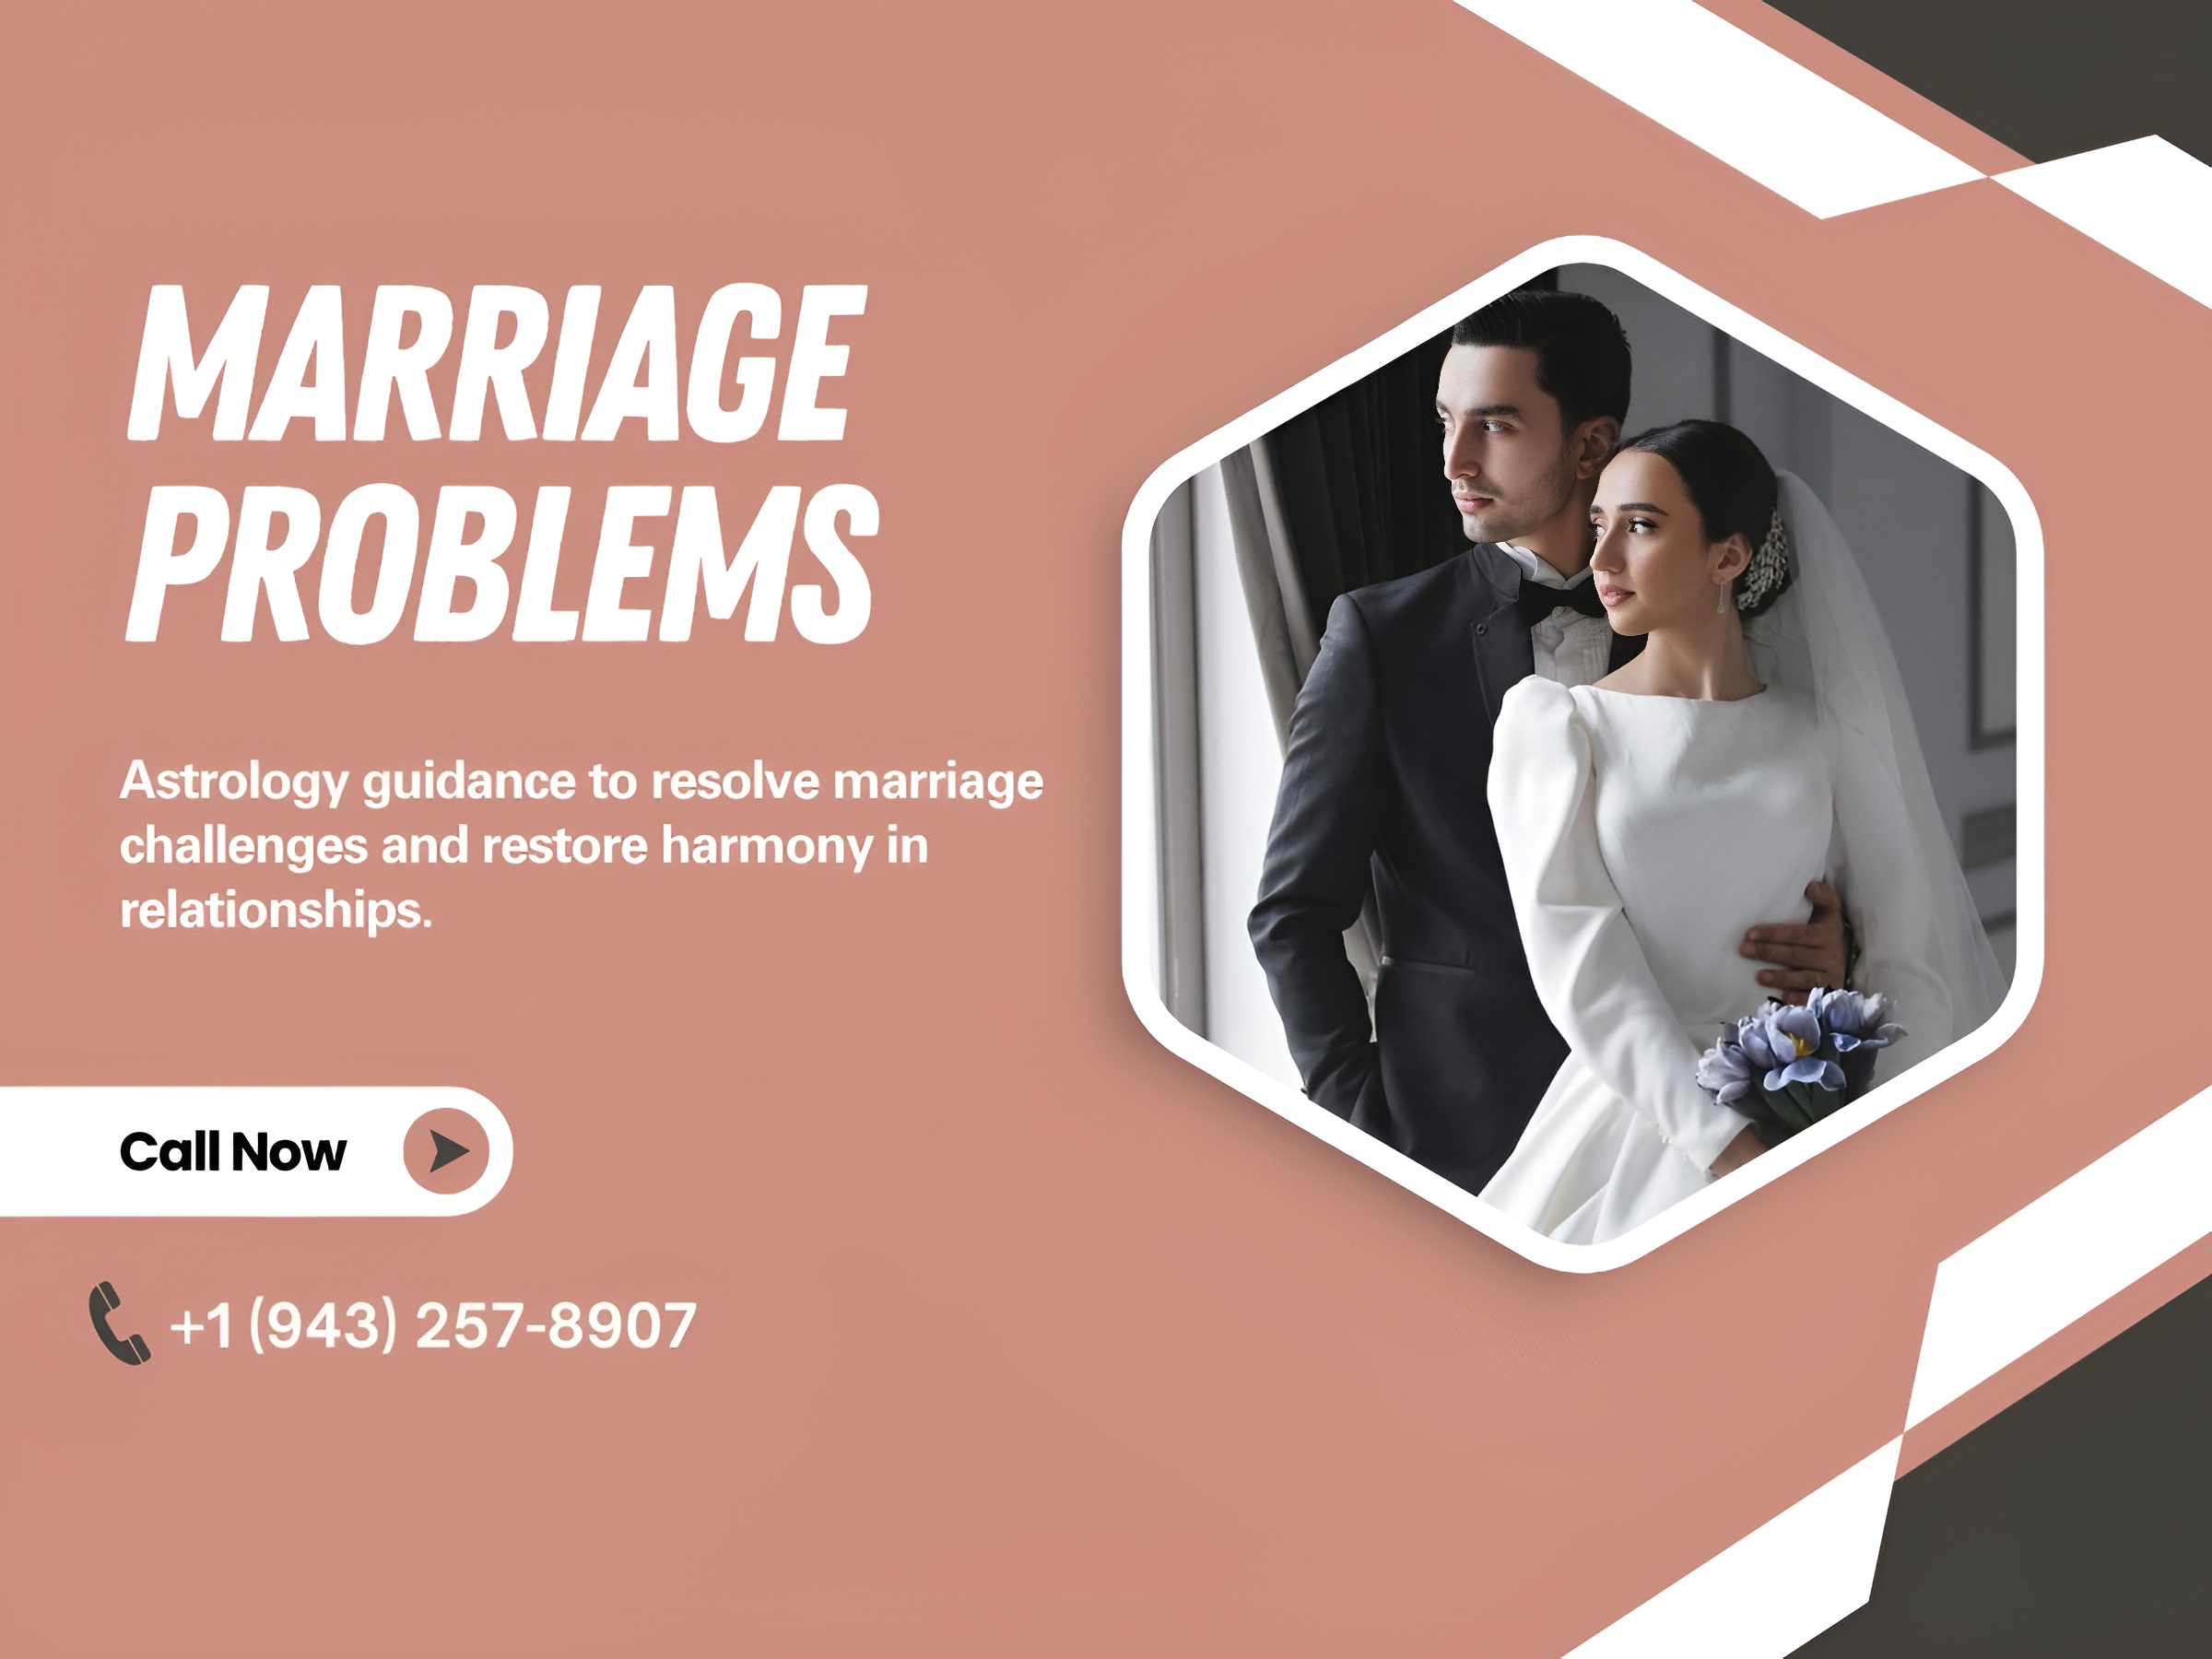 MARRIAGE
PROBLEMS
Astrology guidance to resolve marriage
challenges and restore harmony in
relationships.
Call Now
+1 (943) 257-8907